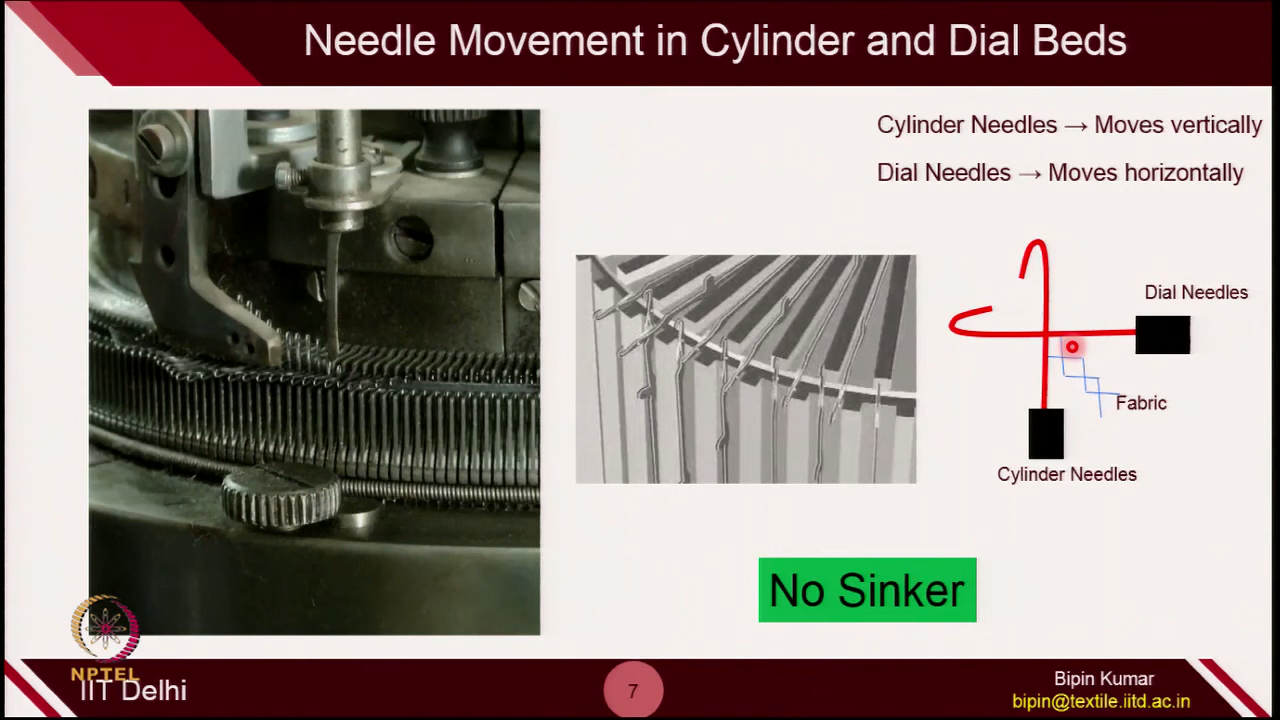 Needle Movement in Cylinder and Dial Beds
Cylinder Needles → Moves vertically
Dial Needles → Moves horizontally
Dial Needles
Fabric
Cylinder Needles
No Sinker
NPTEL
IIT Delhi
7
Bipin Kumar
bipin@textile.iitd.ac.in